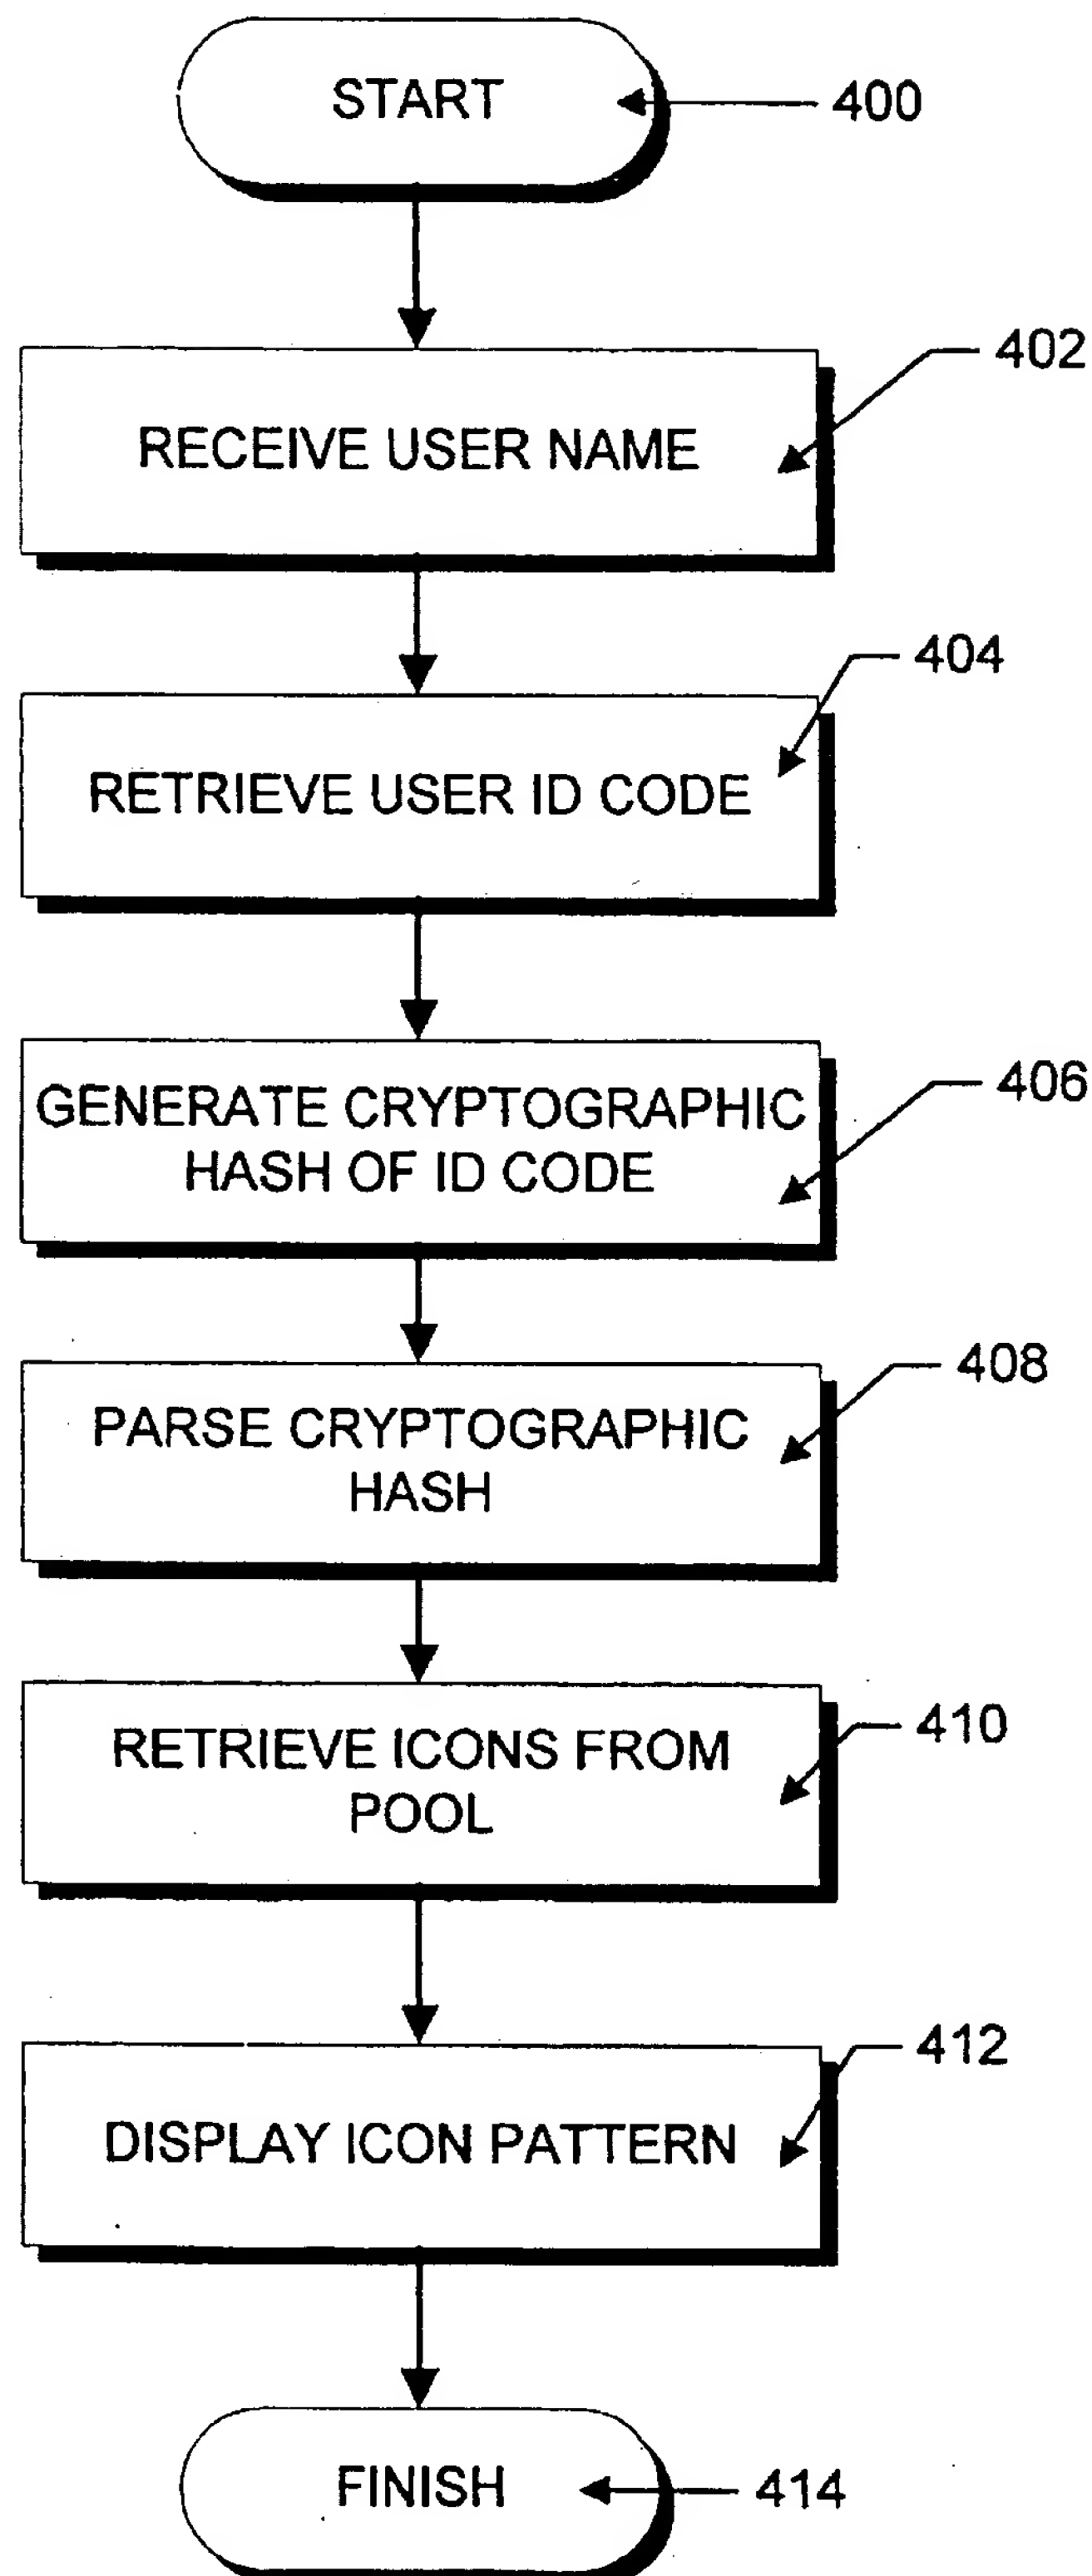 START
400
402
RECEIVE USER NAME
404
RETRIEVE USER ID CODE
406
GENERATE CRYPTOGRAPHIC
HASH OF ID CODE
408
PARSE CRYPTOGRAPHIC
HASH
410
RETRIEVE ICONS FROM
POOL
412
DISPLAY ICON PATTERN
FINISH
414